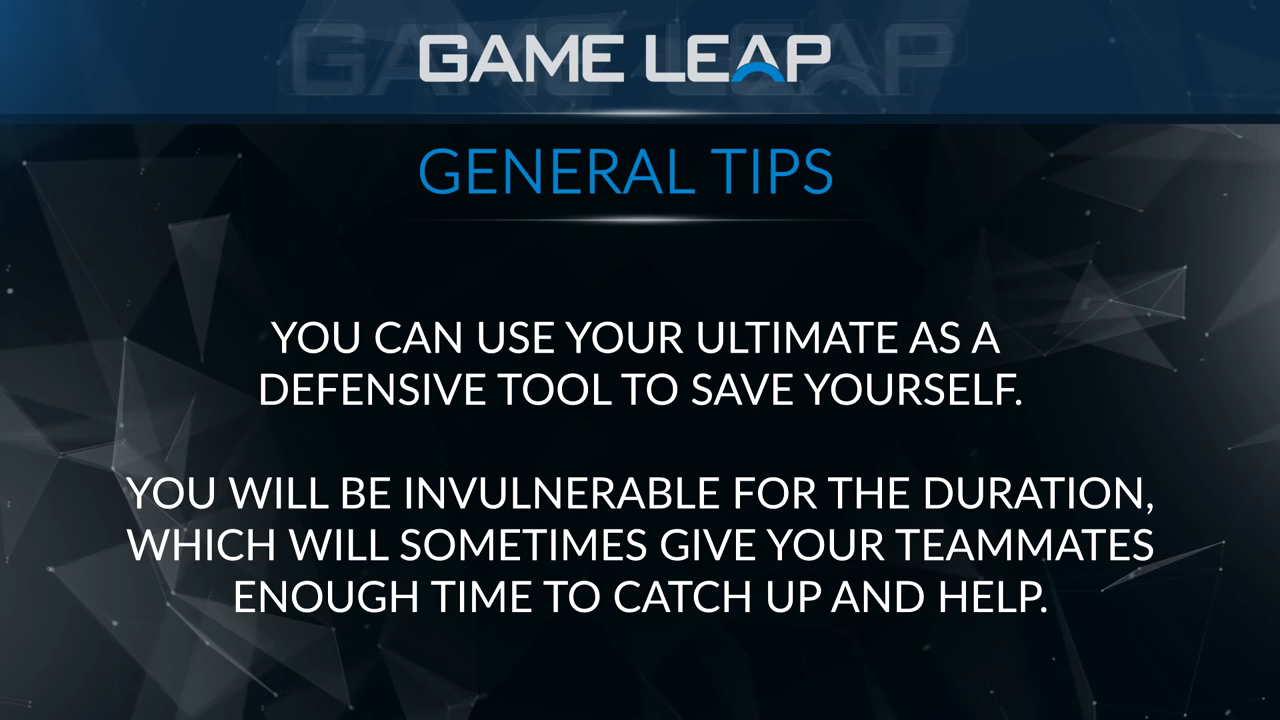 GAME LEAP
GENERAL TIPS
YOU CAN USE YOUR ULTIMATE AS A
DEFENSIVE TOOL TO SAVE YOURSELF.
YOU WILL BE INVULNERABLE FOR THE DURATION,
WHICH WILL SOMETIMES GIVE YOUR TEAMMATES
ENOUGH TIME TO CATCH UP AND HELP.